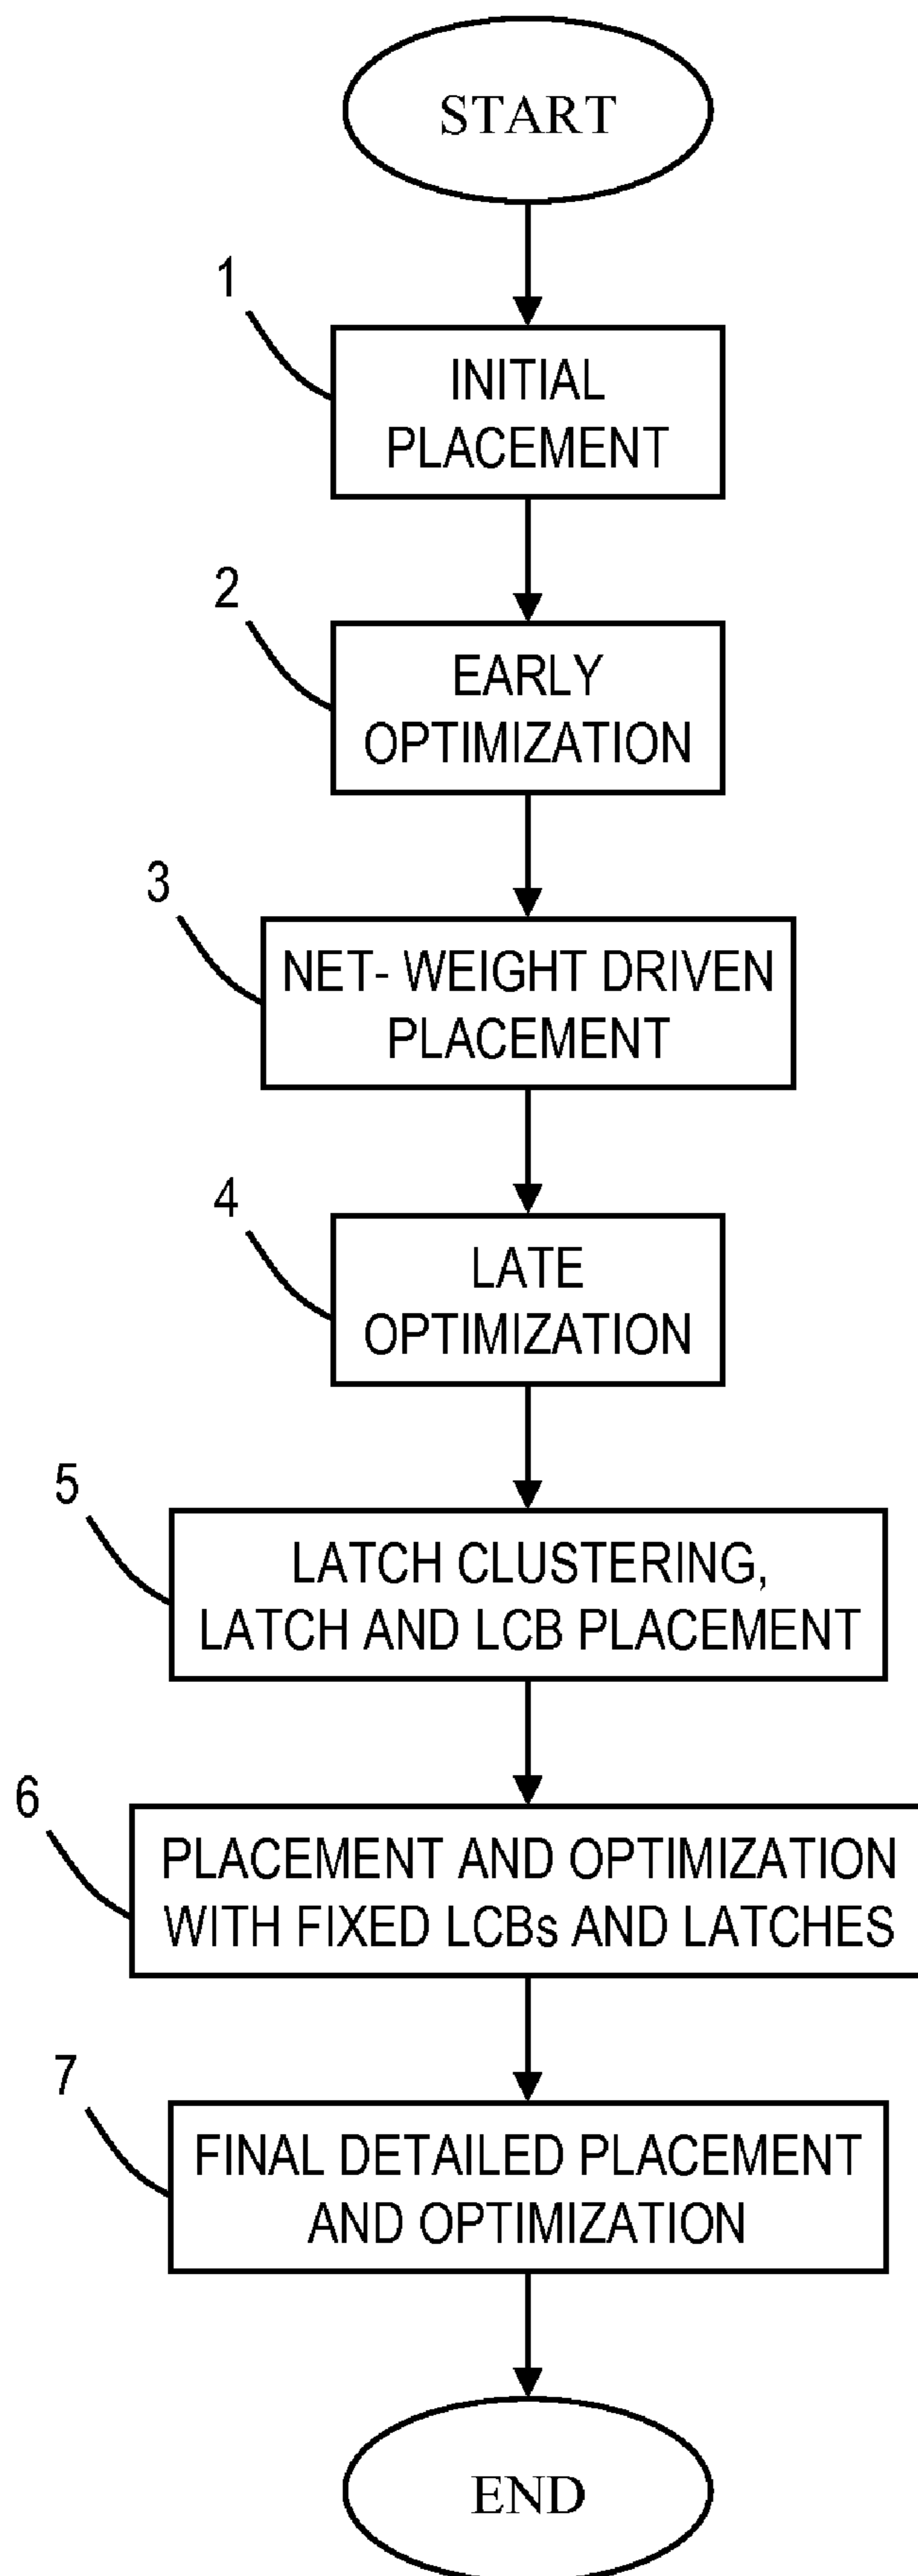 START
1
INITIAL
PLACEMENT
2
EARLY
OPTIMIZATION
3
NET- WEIGHT DRIVEN
PLACEMENT
4
LATE
OPTIMIZATION
5
LATCH CLUSTERING,
LATCH AND LCB PLACEMENT
6
PLACEMENT AND OPTIMIZATION
WITH FIXED LCBs AND LATCHES
7
FINAL DETAILED PLACEMENT
AND OPTIMIZATION
END